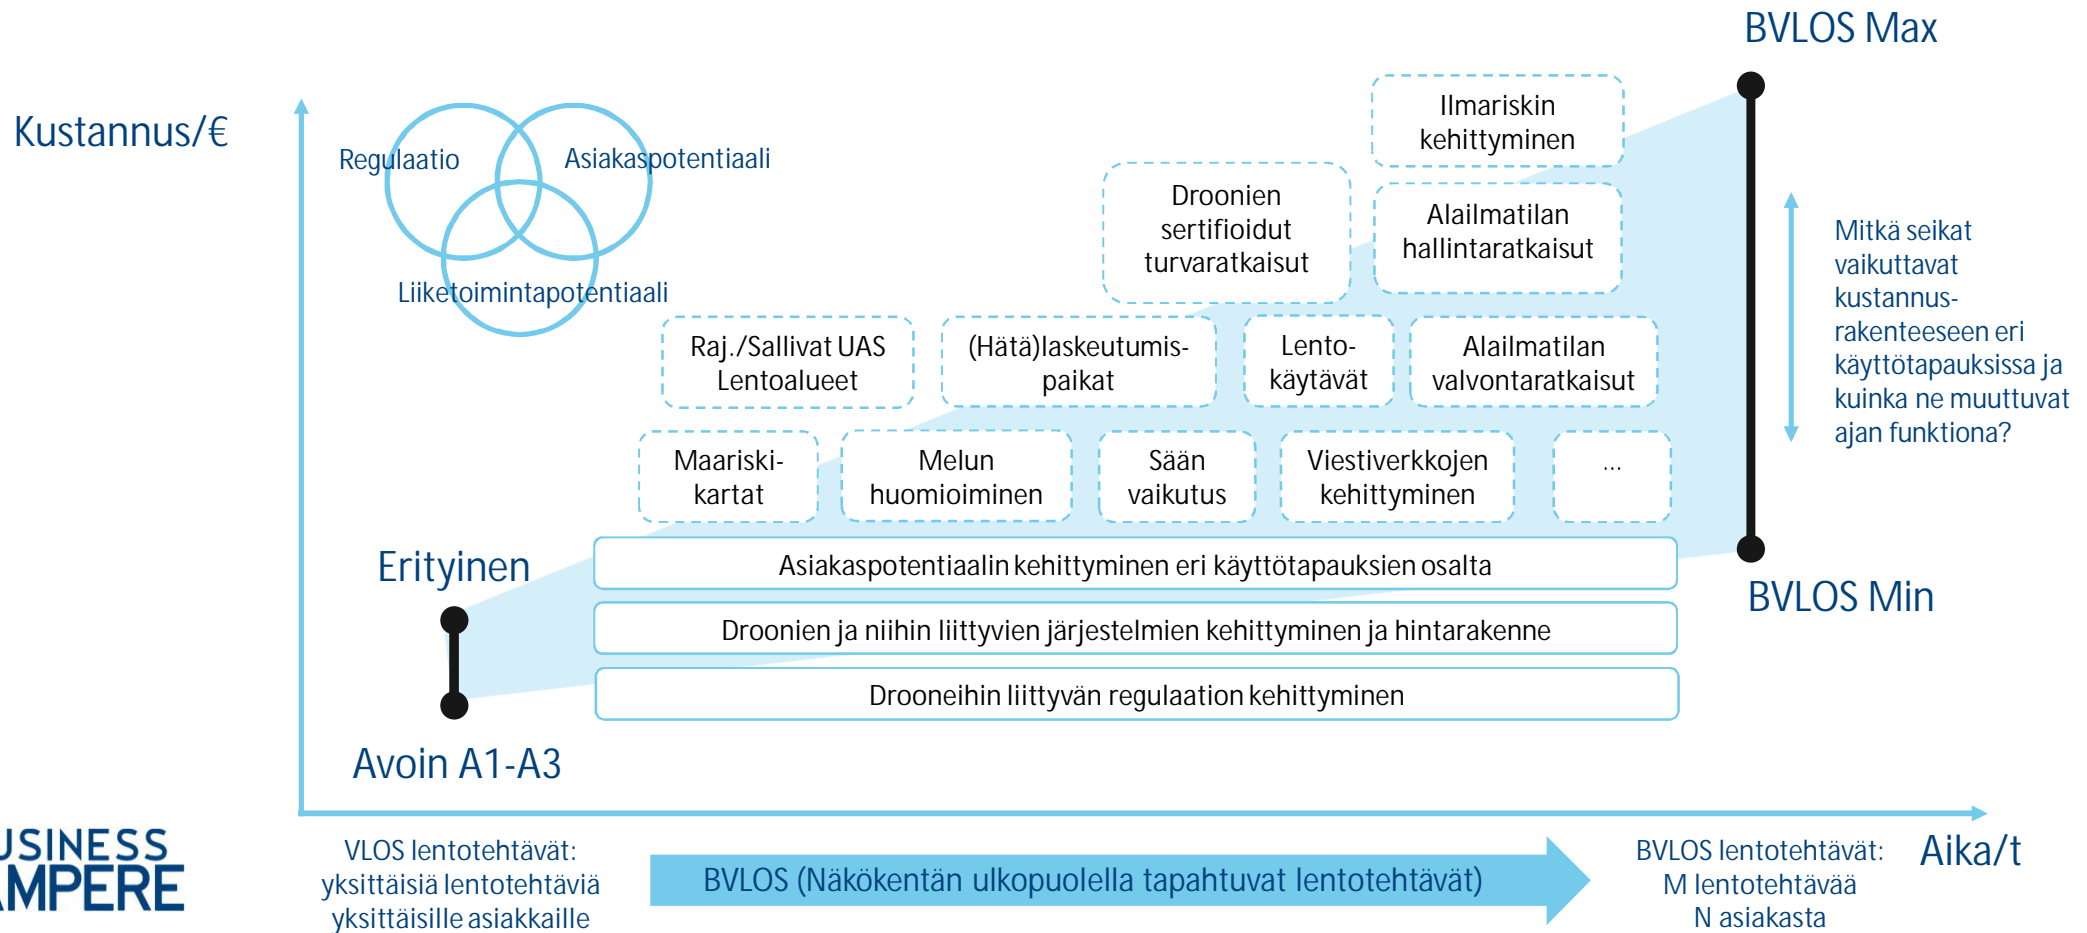 BVLOS Max
Kustannus/€
Regulaatio
Asiakaspotentiaali
Liiketoimintapotentiaali
Ilmariskin
kehittyminen
Droonien
sertifioidut
turvaratkaisut
Alailmatilan
hallintaratkaisut
Mitkä seikat
vaikuttavat
kustannus-
rakenteeseen eri
käyttötapauksissa ja
kuinka ne muuttuvat
ajan funktiona?
Raj./Sallivat UAS
Lentoalueet
(Hätä)laskeutumis-
paikat
Lento-
käytävät
Alailmatilan
valvontaratkaisut
Maariski-
kartat
Melun
huomioiminen
Sään
vaikutus
Viestiverkkojen
kehittyminen
...
Erityinen
Asiakaspotentiaalin kehittyminen eri käyttötapauksien osalta
BVLOS Min
Droonien ja niihin liittyvien järjestelmien kehittyminen ja hintarakenne
Drooneihin liittyvän regulaation kehittyminen
Avoin A1-A3
USINESS
AMPERE
VLOS lentotehtävät:
yksittäisiä lentotehtäviä
yksittäisille asiakkaille
BVLOS (Näkökentän ulkopuolella tapahtuvat lentotehtävät)
BVLOS lentotehtävät:
M lentotehtävää
N asiakasta
Aika/t